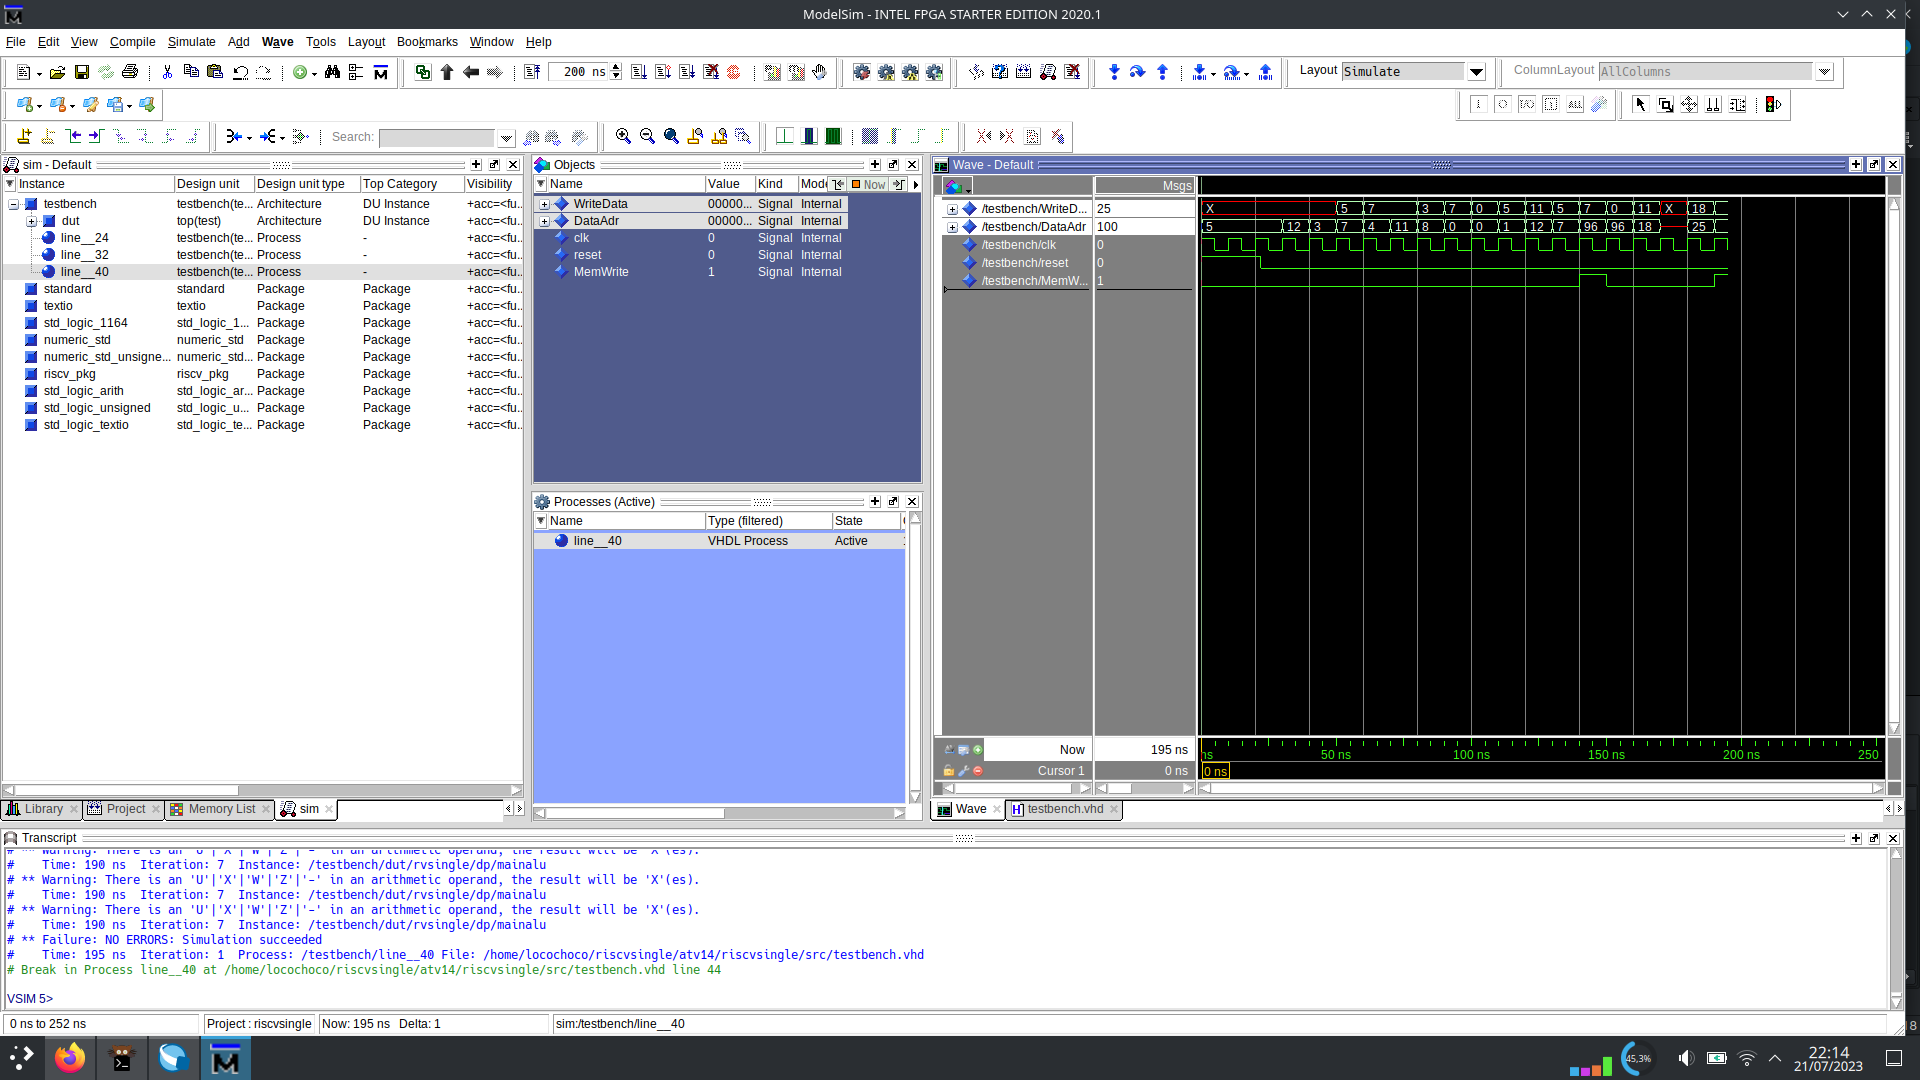 ModelSim - INTEL FPGA STARTER EDITION 2020.1
File Edit View Compile Simulate Add Wave Tools Layout Bookmarks Window Help
200 ns
Layout Simulate
ColumnLayout AllColumns
Search:
sim - Default
Instance Design unit Design unit type Top Category Visibility
testbench testbench(te... Architecture DU Instance +acc=<fu..
dut top(test) Architecture DU Instance +acc=<fu..
line__24 testbench(te... Process - +acc=<fu..
line__32 testbench(te... Process - +acc=<fu..
line__40 testbench(te... Process - +acc=<fu..
standard standard Package Package +acc=<fu..
textio textio Package Package +acc=<fu..
std_logic_1164 std_logic_1... Package Package +acc=<fu..
numeric_std numeric_std Package Package +acc=<fu..
numeric_std_unsigne... numeric_std... Package Package +acc=<fu..
riscv_pkg riscv_pkg Package Package +acc=<fu..
std_logic_arith std_logic_ar... Package Package +acc=<fu..
std_logic_unsigned std_logic_u... Package Package +acc=<fu..
std_logic_textio std_logic_te... Package Package +acc=<fu..
Library Project Memory List sim
Objects
Name Value Kind Mode Now
WriteData 00000... Signal Internal
DataAdr 00000... Signal Internal
clk 0 Signal Internal
reset 0 Signal Internal
MemWrite 1 Signal Internal
Processes (Active)
Name Type (filtered) State
line__40 VHDL Process Active
Wave - Default
Msgs
/testbench/WriteD... 25 X 5 7 3 7 0 5 11 5 7 0 11 X 18
/testbench/DataAdr 100 5 12 3 7 4 11 8 0 0 1 12 7 96 96 18 25
/testbench/clk 0
/testbench/reset 0
/testbench/MemW... 1
Now 195 ns ns 50 ns 100 ns 150 ns 200 ns 250
Cursor 1 0 ns 0 ns
Wave testbench.vhd
Transcript
# ** Warning: There is an 'U'|'X'|'W'|'Z'|'-' in an arithmetic operand, the result will be 'X'(es).
# Time: 190 ns Iteration: 7 Instance: /testbench/dut/rvsingle/dp/mainalu
# ** Warning: There is an 'U'|'X'|'W'|'Z'|'-' in an arithmetic operand, the result will be 'X'(es).
# Time: 190 ns Iteration: 7 Instance: /testbench/dut/rvsingle/dp/mainalu
# ** Warning: There is an 'U'|'X'|'W'|'Z'|'-' in an arithmetic operand, the result will be 'X'(es).
# Time: 190 ns Iteration: 7 Instance: /testbench/dut/rvsingle/dp/mainalu
# ** Failure: NO ERRORS: Simulation succeeded
# Time: 195 ns Iteration: 1 Process: /testbench/line__40 File: /home/locochoco/riscvsingle/atv14/riscvsingle/src/testbench.vhd
# Break in Process line__40 at /home/locochoco/riscvsingle/atv14/riscvsingle/src/testbench.vhd line 44
VSIM 5>
0 ns to 252 ns Project : riscvsingle Now: 195 ns Delta: 1 sim:/testbench/line__40
45,3%
22:14
21/07/2023